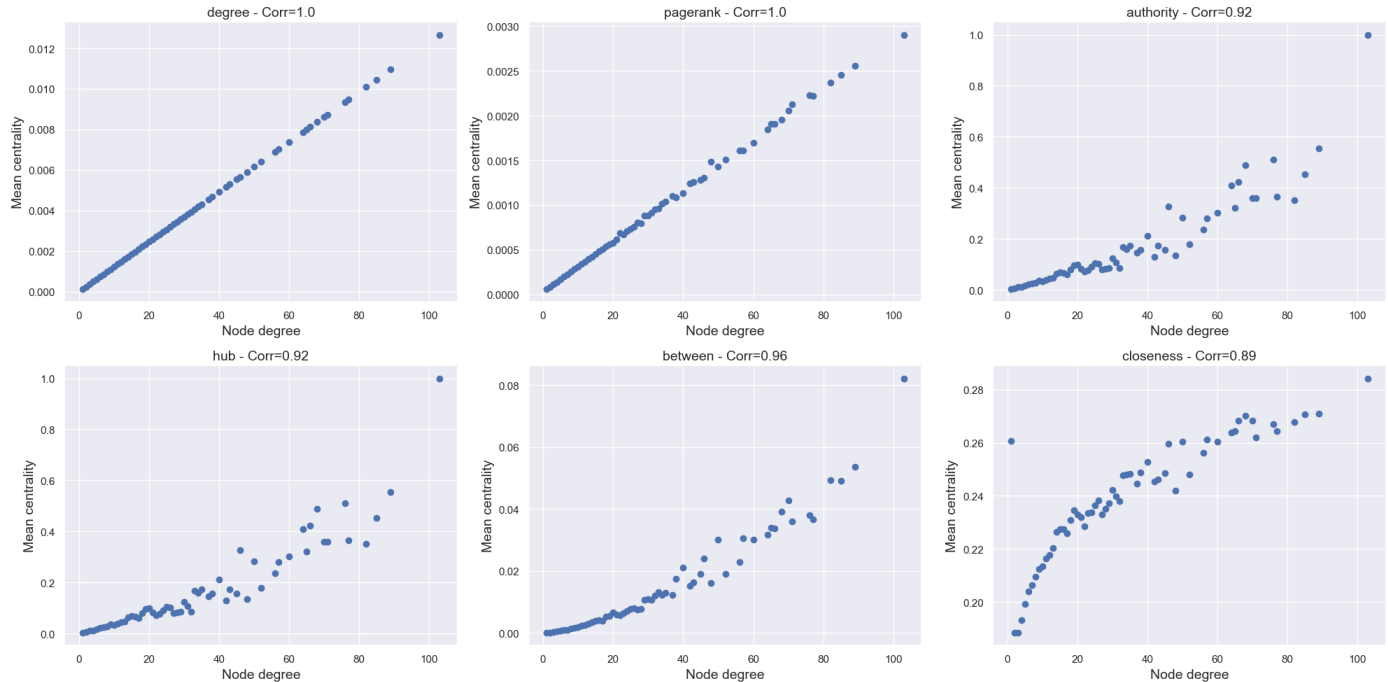 degree - Corr=1.0
Mean centrality
0.012
0.010
0.008
0.006
0.004
0.002
0.000
0 20 40 60 80 100
Node degree
pagerank - Corr=1.0
Mean centrality
0.0030
0.0025
0.0020
0.0015
0.0010
0.0005
0.0000
0 20 40 60 80 100
Node degree
authority - Corr=0.92
Mean centrality
1.0
0.8
0.6
0.4
0.2
0.0
0 20 40 60 80 100
Node degree
hub - Corr=0.92
Mean centrality
1.0
0.8
0.6
0.4
0.2
0.0
0 20 40 60 80 100
Node degree
between - Corr=0.96
Mean centrality
0.08
0.06
0.04
0.02
0.00
0 20 40 60 80 100
Node degree
closeness - Corr=0.89
Mean centrality
0.28
0.26
0.24
0.22
0.20
0 20 40 60 80 100
Node degree